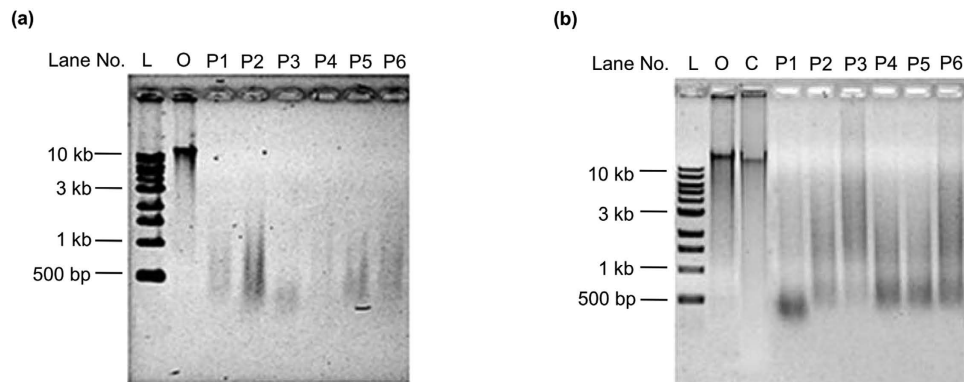 (a)
Lane No. L O P1 P2 P3 P4 P5 P6
10 kb
3 kb
1 kb
500 bp
(b)
Lane No. L O C P1 P2 P3 P4 P5 P6
10 kb
3 kb
1 kb
500 bp